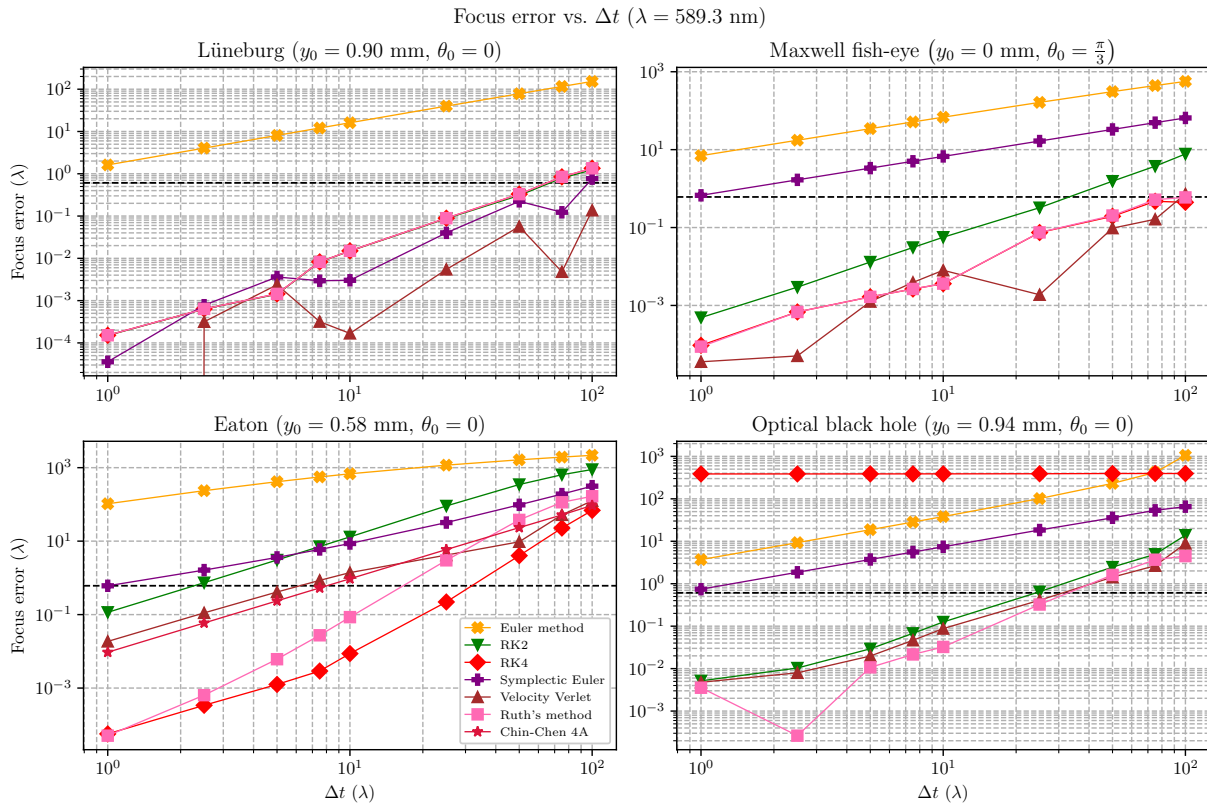 Focus error vs. Δt (λ = 589.3 nm)
Lüneburg (y₀ = 0.90 mm, θ₀ = 0)
Maxwell fish-eye (y₀ = 0 mm, θ₀ = π/3)
Focus error (λ)
10²
10¹
10⁰
10⁻¹
10⁻²
10⁻³
10⁻⁴
10⁰
10¹
10²
10³
10¹
10⁻¹
10⁻³
10⁰
10¹
10²
Eaton (y₀ = 0.58 mm, θ₀ = 0)
Optical black hole (y₀ = 0.94 mm, θ₀ = 0)
Focus error (λ)
10³
10¹
10⁻¹
10⁻³
Euler method
RK2
RK4
Symplectic Euler
Velocity Verlet
Ruth's method
Chin-Chen 4A
10⁰
10¹
10²
Δt (λ)
10³
10²
10¹
10⁰
10⁻¹
10⁻²
10⁻³
10⁰
10¹
10²
Δt (λ)